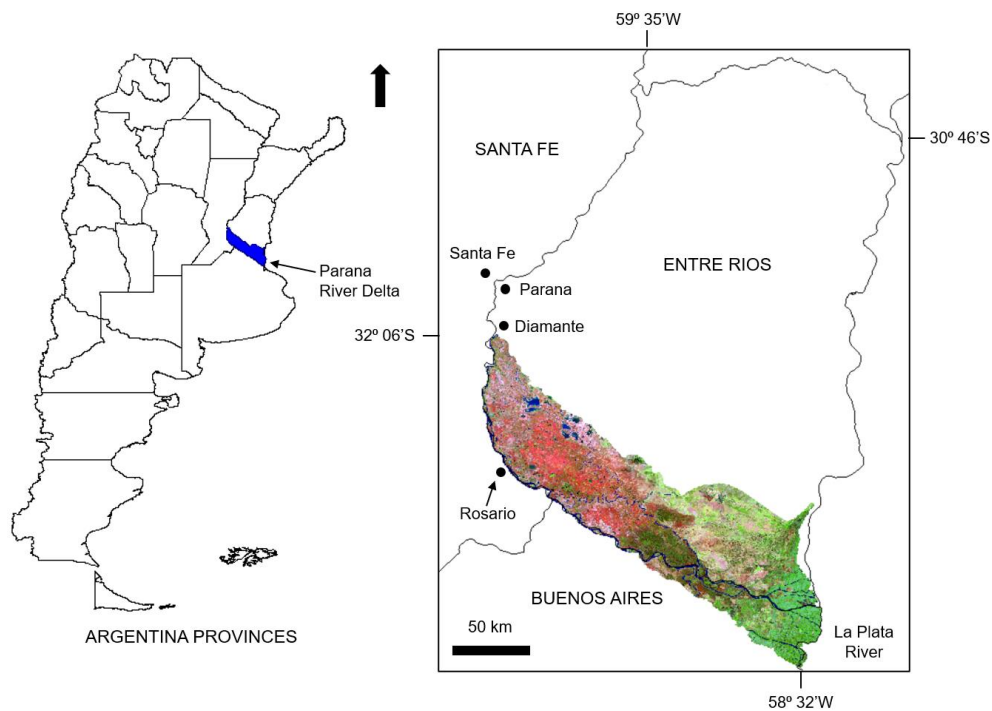 59º 35’W
30º 46’S
SANTA FE
ENTRE RIOS
Santa Fe
Parana
Parana
River Delta
Diamante
32º 06’S
Rosario
BUENOS AIRES
50 km
La Plata
River
ARGENTINA PROVINCES
58º 32’W